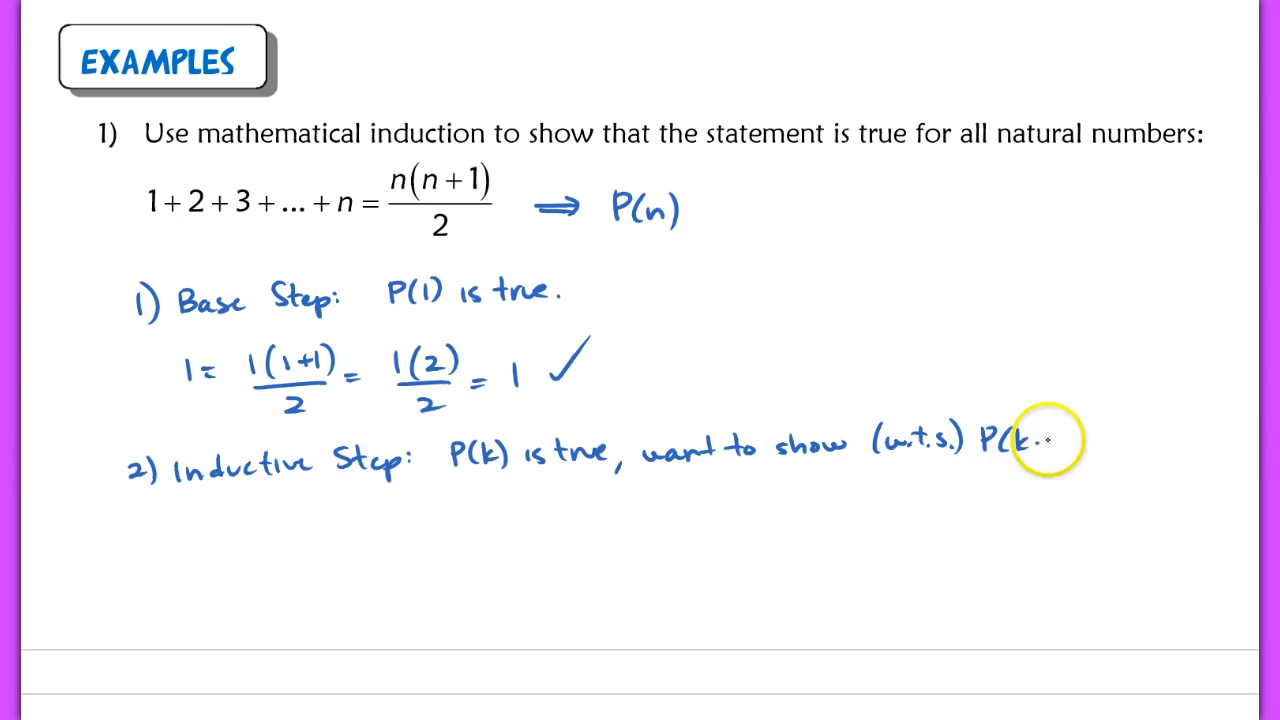 EXAMPLES
1) Use mathematical induction to show that the statement is true for all natural numbers:
1 + 2 + 3 + ... + n = n(n + 1)/2 ⟹ P(n)
1) Base Step: P(1) is true.
1 = 1(1+1)/2 = 1(2)/2 = 1 ✓
2) Inductive Step: P(k) is true, want to show (w.t.s.) P(k